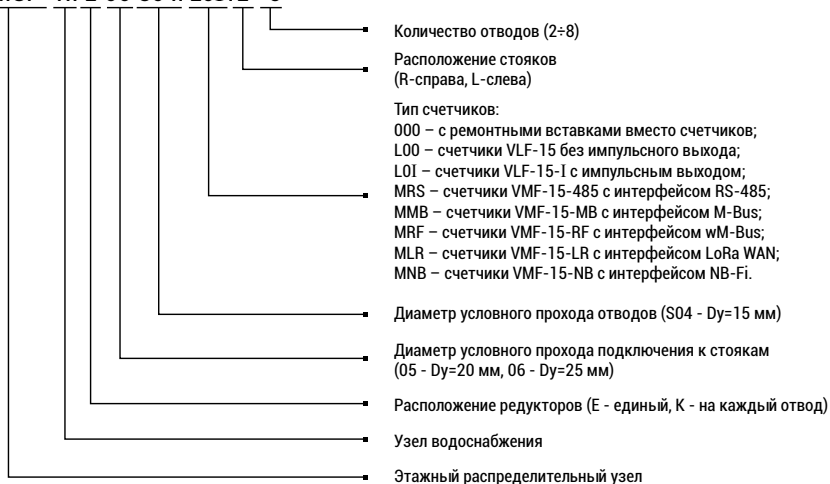 Количество отводов (2÷8)
Расположение стояков
(R-справа, L-слева)
Тип счетчиков:
000 – с ремонтными вставками вместо счетчиков;
L00 – счетчики VLF-15 без импульсного выхода;
L0I – счетчики VLF-15-I с импульсным выходом;
MRS – счетчики VMF-15-485 с интерфейсом RS-485;
MMB – счетчики VMF-15-MB с интерфейсом M-Bus;
MRF – счетчики VMF-15-RF с интерфейсом wM-Bus;
MLR – счетчики VMF-15-LR с интерфейсом LoRa WAN;
MNB – счетчики VMF-15-NB с интерфейсом NB-Fi.
Диаметр условного прохода отводов (S04 - Dy=15 мм)
Диаметр условного прохода подключения к стоякам
(05 - Dy=20 мм, 06 - Dy=25 мм)
Расположение редукторов (E - единый, K - на каждый отвод)
Узел водоснабжения
Этажный распределительный узел